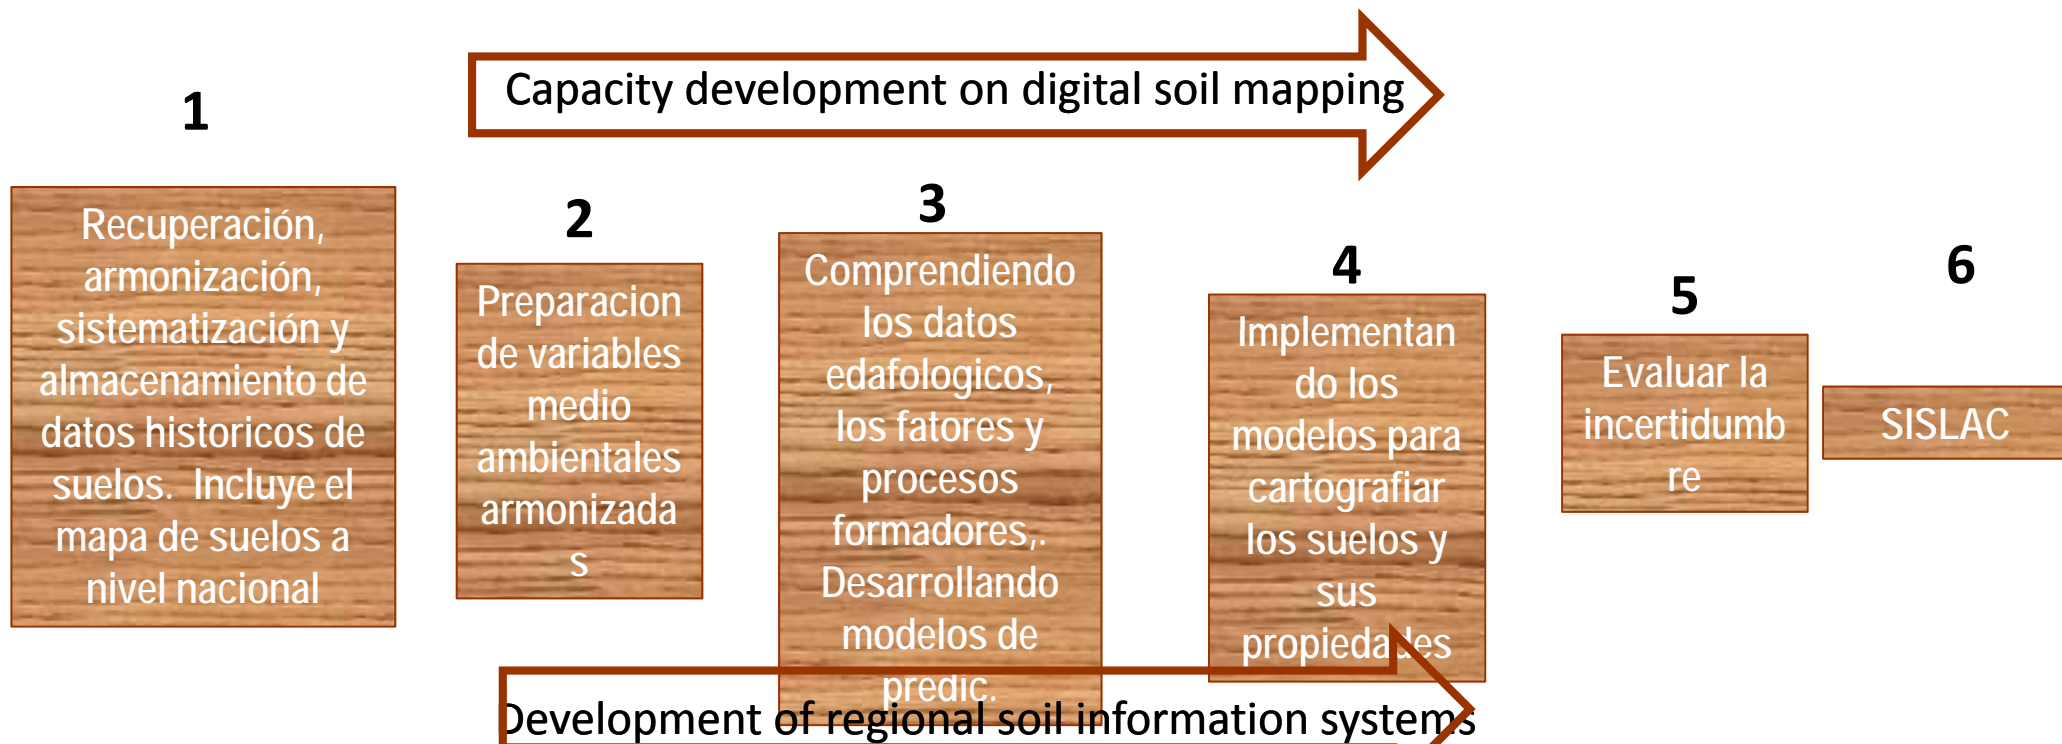 Capacity development on digital soil mapping
1
Recuperación,
armonización,
sistematización y
almacenamiento de
datos historicos de
suelos. Incluye el
mapa de suelos a
nivel nacional
2
Preparacion
de variables
medio
ambientales
armonizada
s
3
Comprendiendo
los datos
edafologicos,
los fatores y
procesos
formadores,.
Desarrollando
modelos de
predic.
4
Implementan
do los
modelos para
cartografiar
los suelos y
sus
propiedades
5
Evaluar la
incertidumb
re
6
SISLAC
Development of regional soil information systems